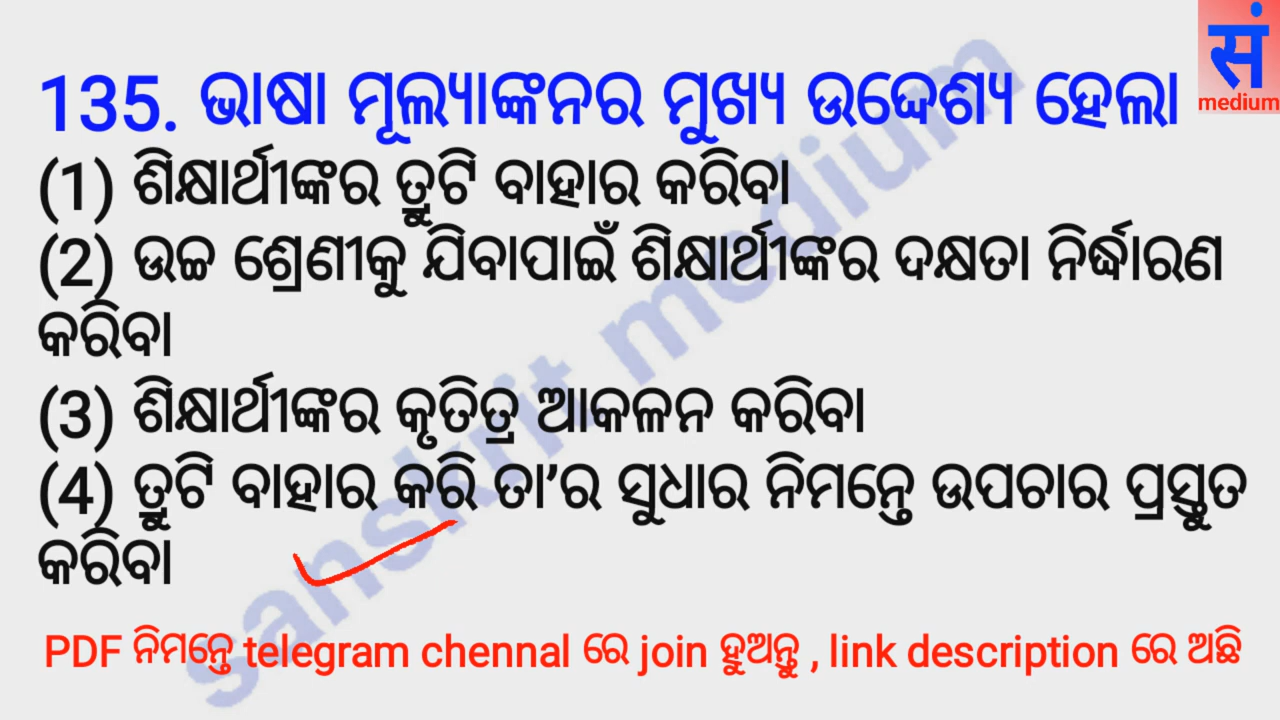 सं
medium
135. ଭାଷା ମୂଲ୍ୟାଙ୍କନର ମୁଖ୍ୟ ଉଦ୍ଦେଶ୍ୟ ହେଲା
(1) ଶିକ୍ଷାର୍ଥୀଙ୍କର ତ୍ରୁଟି ବାହାର କରିବା
(2) ଉଚ୍ଚ ଶ୍ରେଣୀକୁ ଯିବାପାଇଁ ଶିକ୍ଷାର୍ଥୀଙ୍କର ଦକ୍ଷତା ନିର୍ଦ୍ଧାରଣ
କରିବା
(3) ଶିକ୍ଷାର୍ଥୀଙ୍କର କୃତିତ୍ର ଆକଳନ କରିବା
(4) ତ୍ରୁଟି ବାହାର କରି ତା’ର ସୁଧାର ନିମନ୍ତେ ଉପଚାର ପ୍ରସ୍ତୁତ
କରିବା
sanskrit medium
PDF ନିମନ୍ତେ telegram chennal ରେ join ହୁଅନ୍ତୁ , link description ରେ ଅଛି